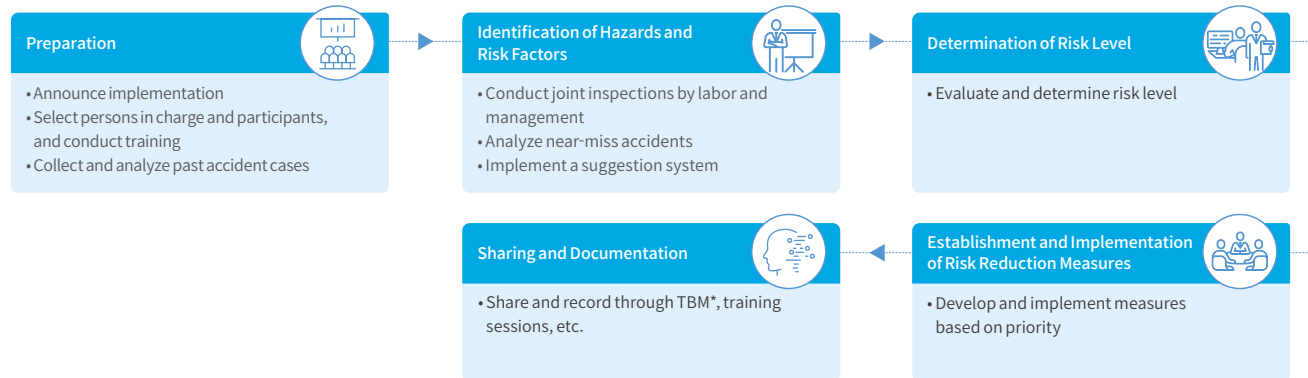 Preparation
• Announce implementation
• Select persons in charge and participants,
and conduct training
• Collect and analyze past accident cases
Identification of Hazards and
Risk Factors
• Conduct joint inspections by labor and
management
• Analyze near-miss accidents
• Implement a suggestion system
Determination of Risk Level
• Evaluate and determine risk level
Establishment and Implementation
of Risk Reduction Measures
• Develop and implement measures
based on priority
Sharing and Documentation
• Share and record through TBM*, training
sessions, etc.